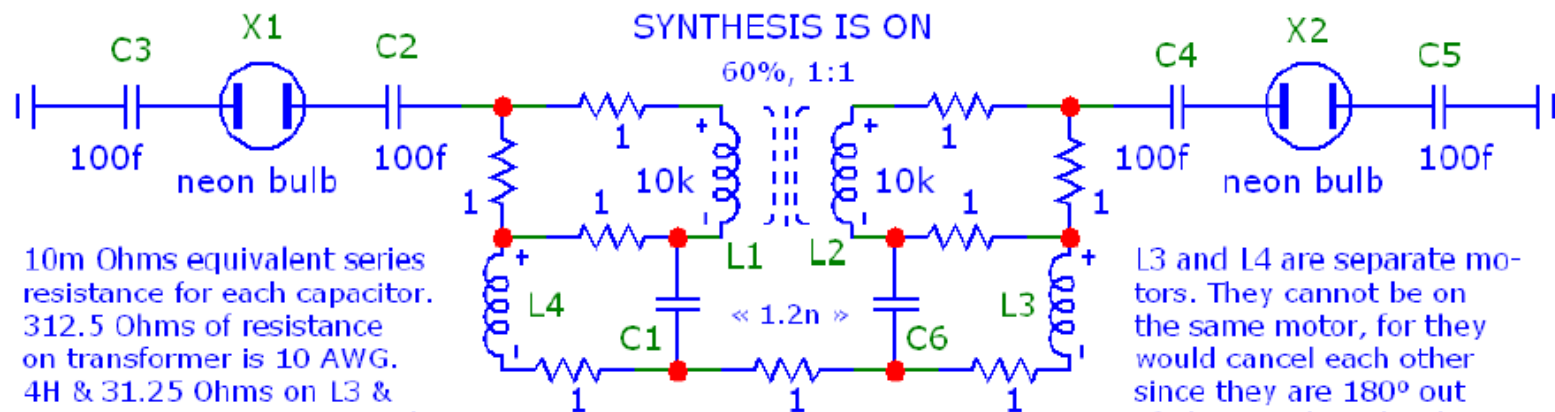 SYNTHESIS IS ON
60%, 1:1
C3
X1
C2
C4
X2
C5
100f
neon bulb
100f
1
10k
10k
1
100f
neon bulb
100f
1
1
1
1
L1
L2
10m Ohms equivalent series
resistance for each capacitor.
312.5 Ohms of resistance
on transformer is 10 AWG.
4H & 31.25 Ohms on L3 &
L4
C1
« 1.2n »
C6
L3
1
1
1
L3 and L4 are separate mo-
tors. They cannot be on
the same motor, for they
would cancel each other
since they are 180º out